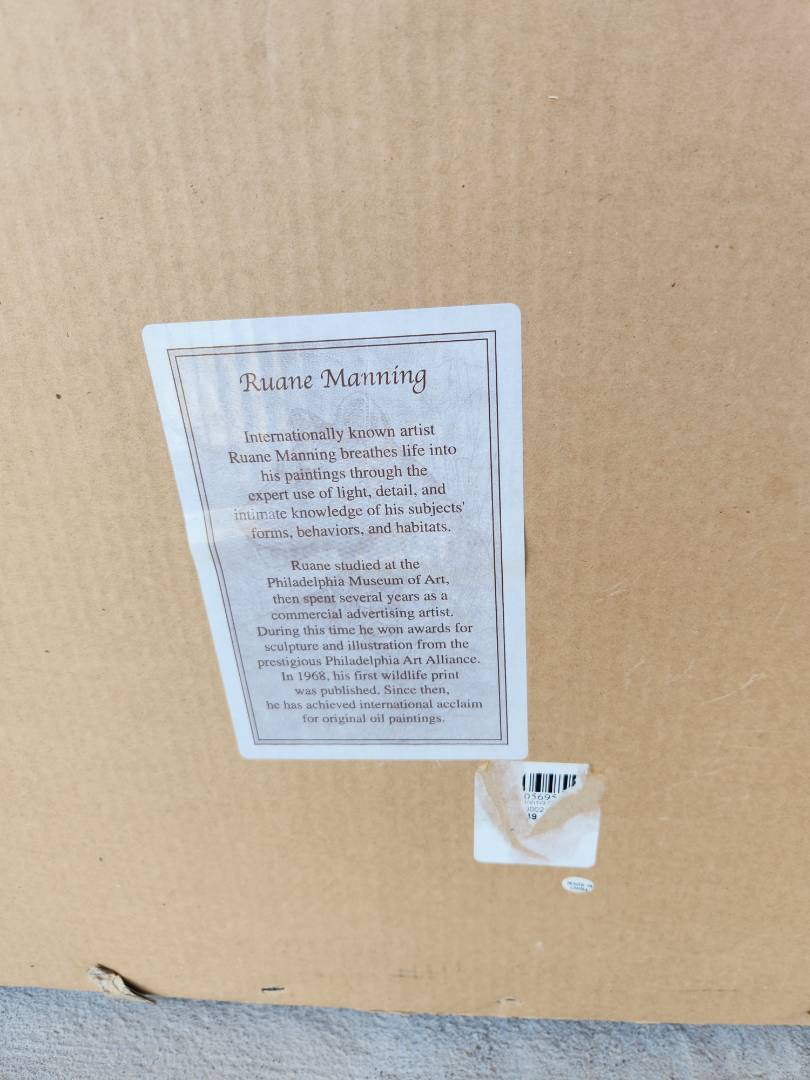 Ruane Manning
Internationally known artist
Ruane Manning breathes life into
his paintings through the
expert use of light, detail, and
intimate knowledge of his subjects'
forms, behaviors, and habitats.
Ruane studied at the
Philadelphia Museum of Art,
then spent several years as a
commercial advertising artist.
During this time he won awards for
sculpture and illustration from the
prestigious Philadelphia Art Alliance.
In 1968, his first wildlife print
was published. Since then,
he has achieved international acclaim
for original oil paintings.
03695
0002
19